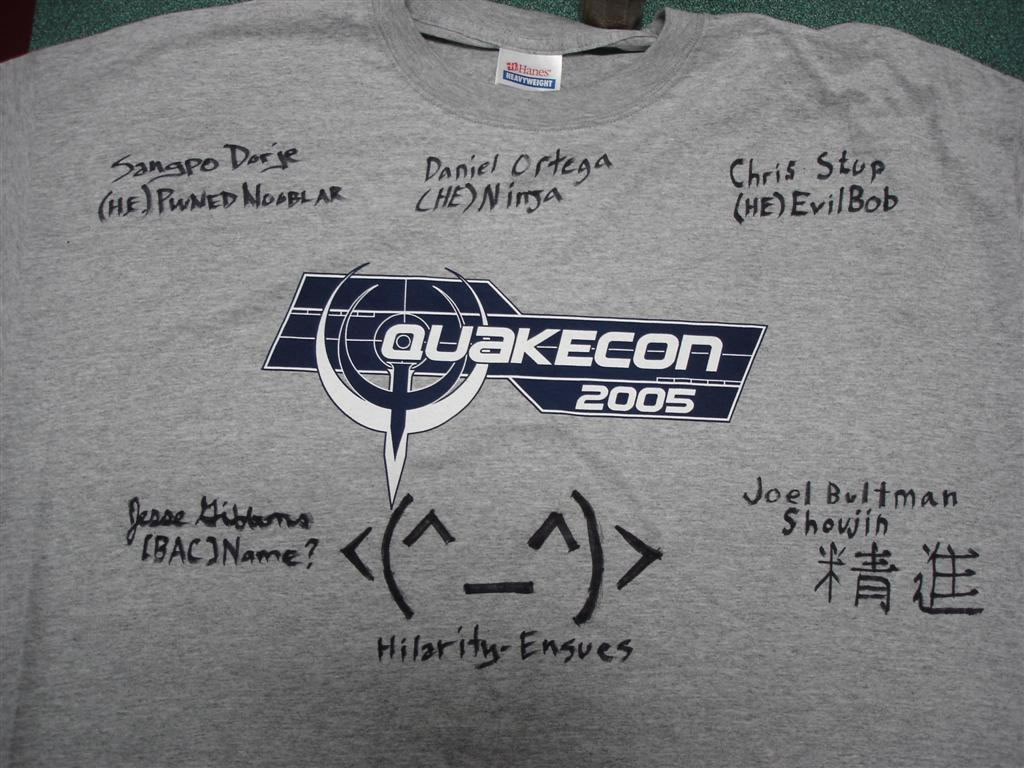 Hanes
HEAVYWEIGHT
Sangpo Dorje
(HE)PWNED NOOBLAR
Daniel Ortega
(HE)Ninja
Chris Stup
(HE)EvilBob
QUAKECON
2005
Jesse Gibbons
[BAC]Name?
<(^_^)>
Hilarity-Ensues
Joel Bultman
Shoujin
精進